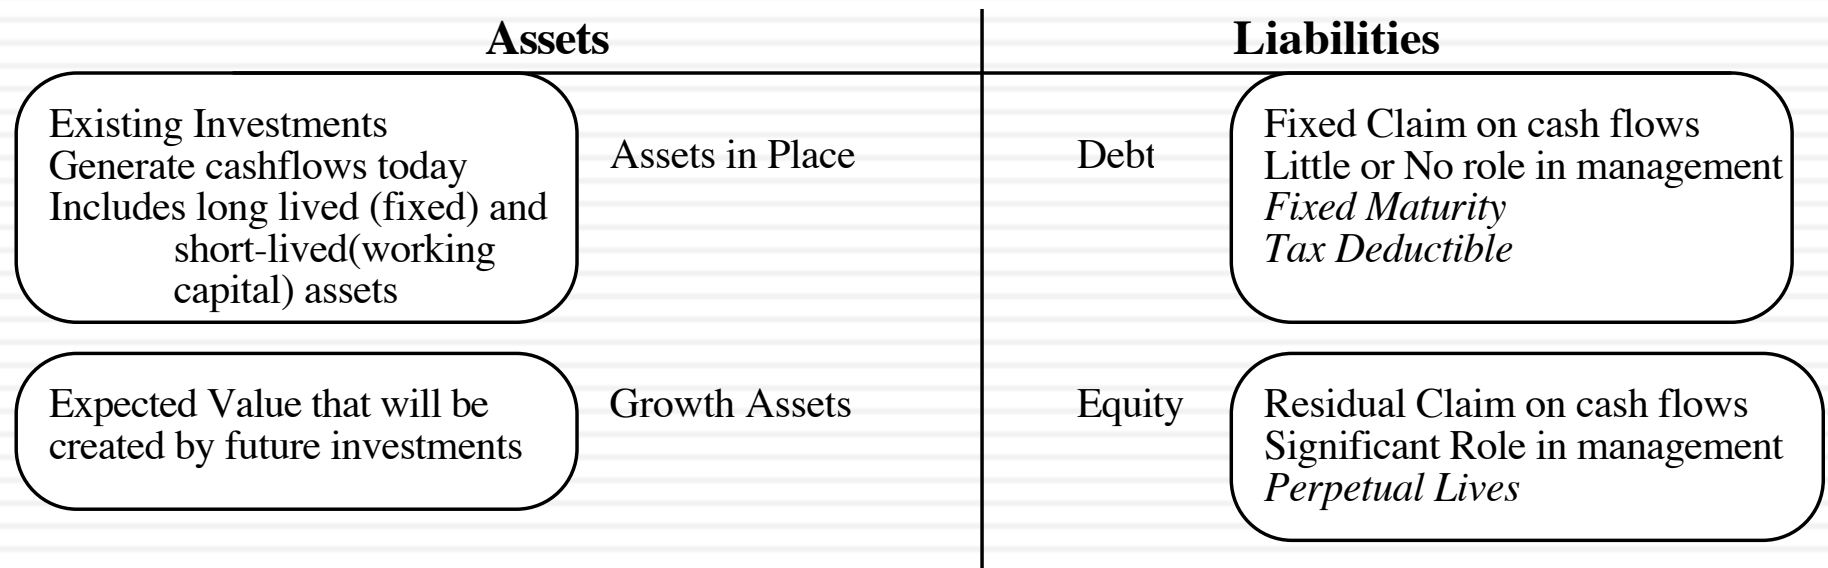 Assets
Liabilities
Existing Investments
Generate cashflows today
Includes long lived (fixed) and
short-lived(working
capital) assets
Assets in Place
Debt
Fixed Claim on cash flows
Little or No role in management
Fixed Maturity
Tax Deductible
Expected Value that will be
created by future investments
Growth Assets
Equity
Residual Claim on cash flows
Significant Role in management
Perpetual Lives